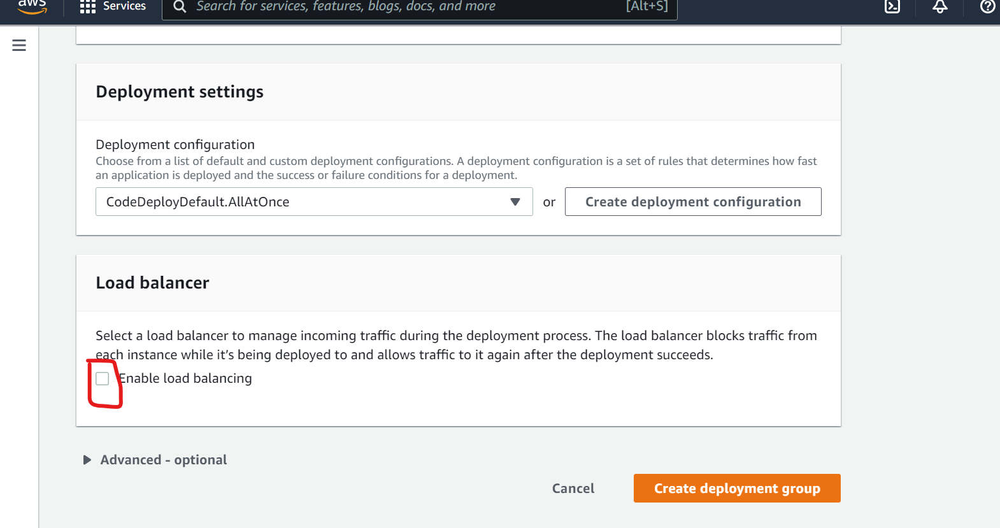 aws
Services
Search for services, features, blogs, docs, and more
[Alt+S]
Deployment settings
Deployment configuration
Choose from a list of default and custom deployment configurations. A deployment configuration is a set of rules that determines how fast
an application is deployed and the success or failure conditions for a deployment.
CodeDeployDefault.AllAtOnce
or
Create deployment configuration
Load balancer
Select a load balancer to manage incoming traffic during the deployment process. The load balancer blocks traffic from
each instance while it's being deployed to and allows traffic to it again after the deployment succeeds.
Enable load balancing
Advanced - optional
Cancel
Create deployment group